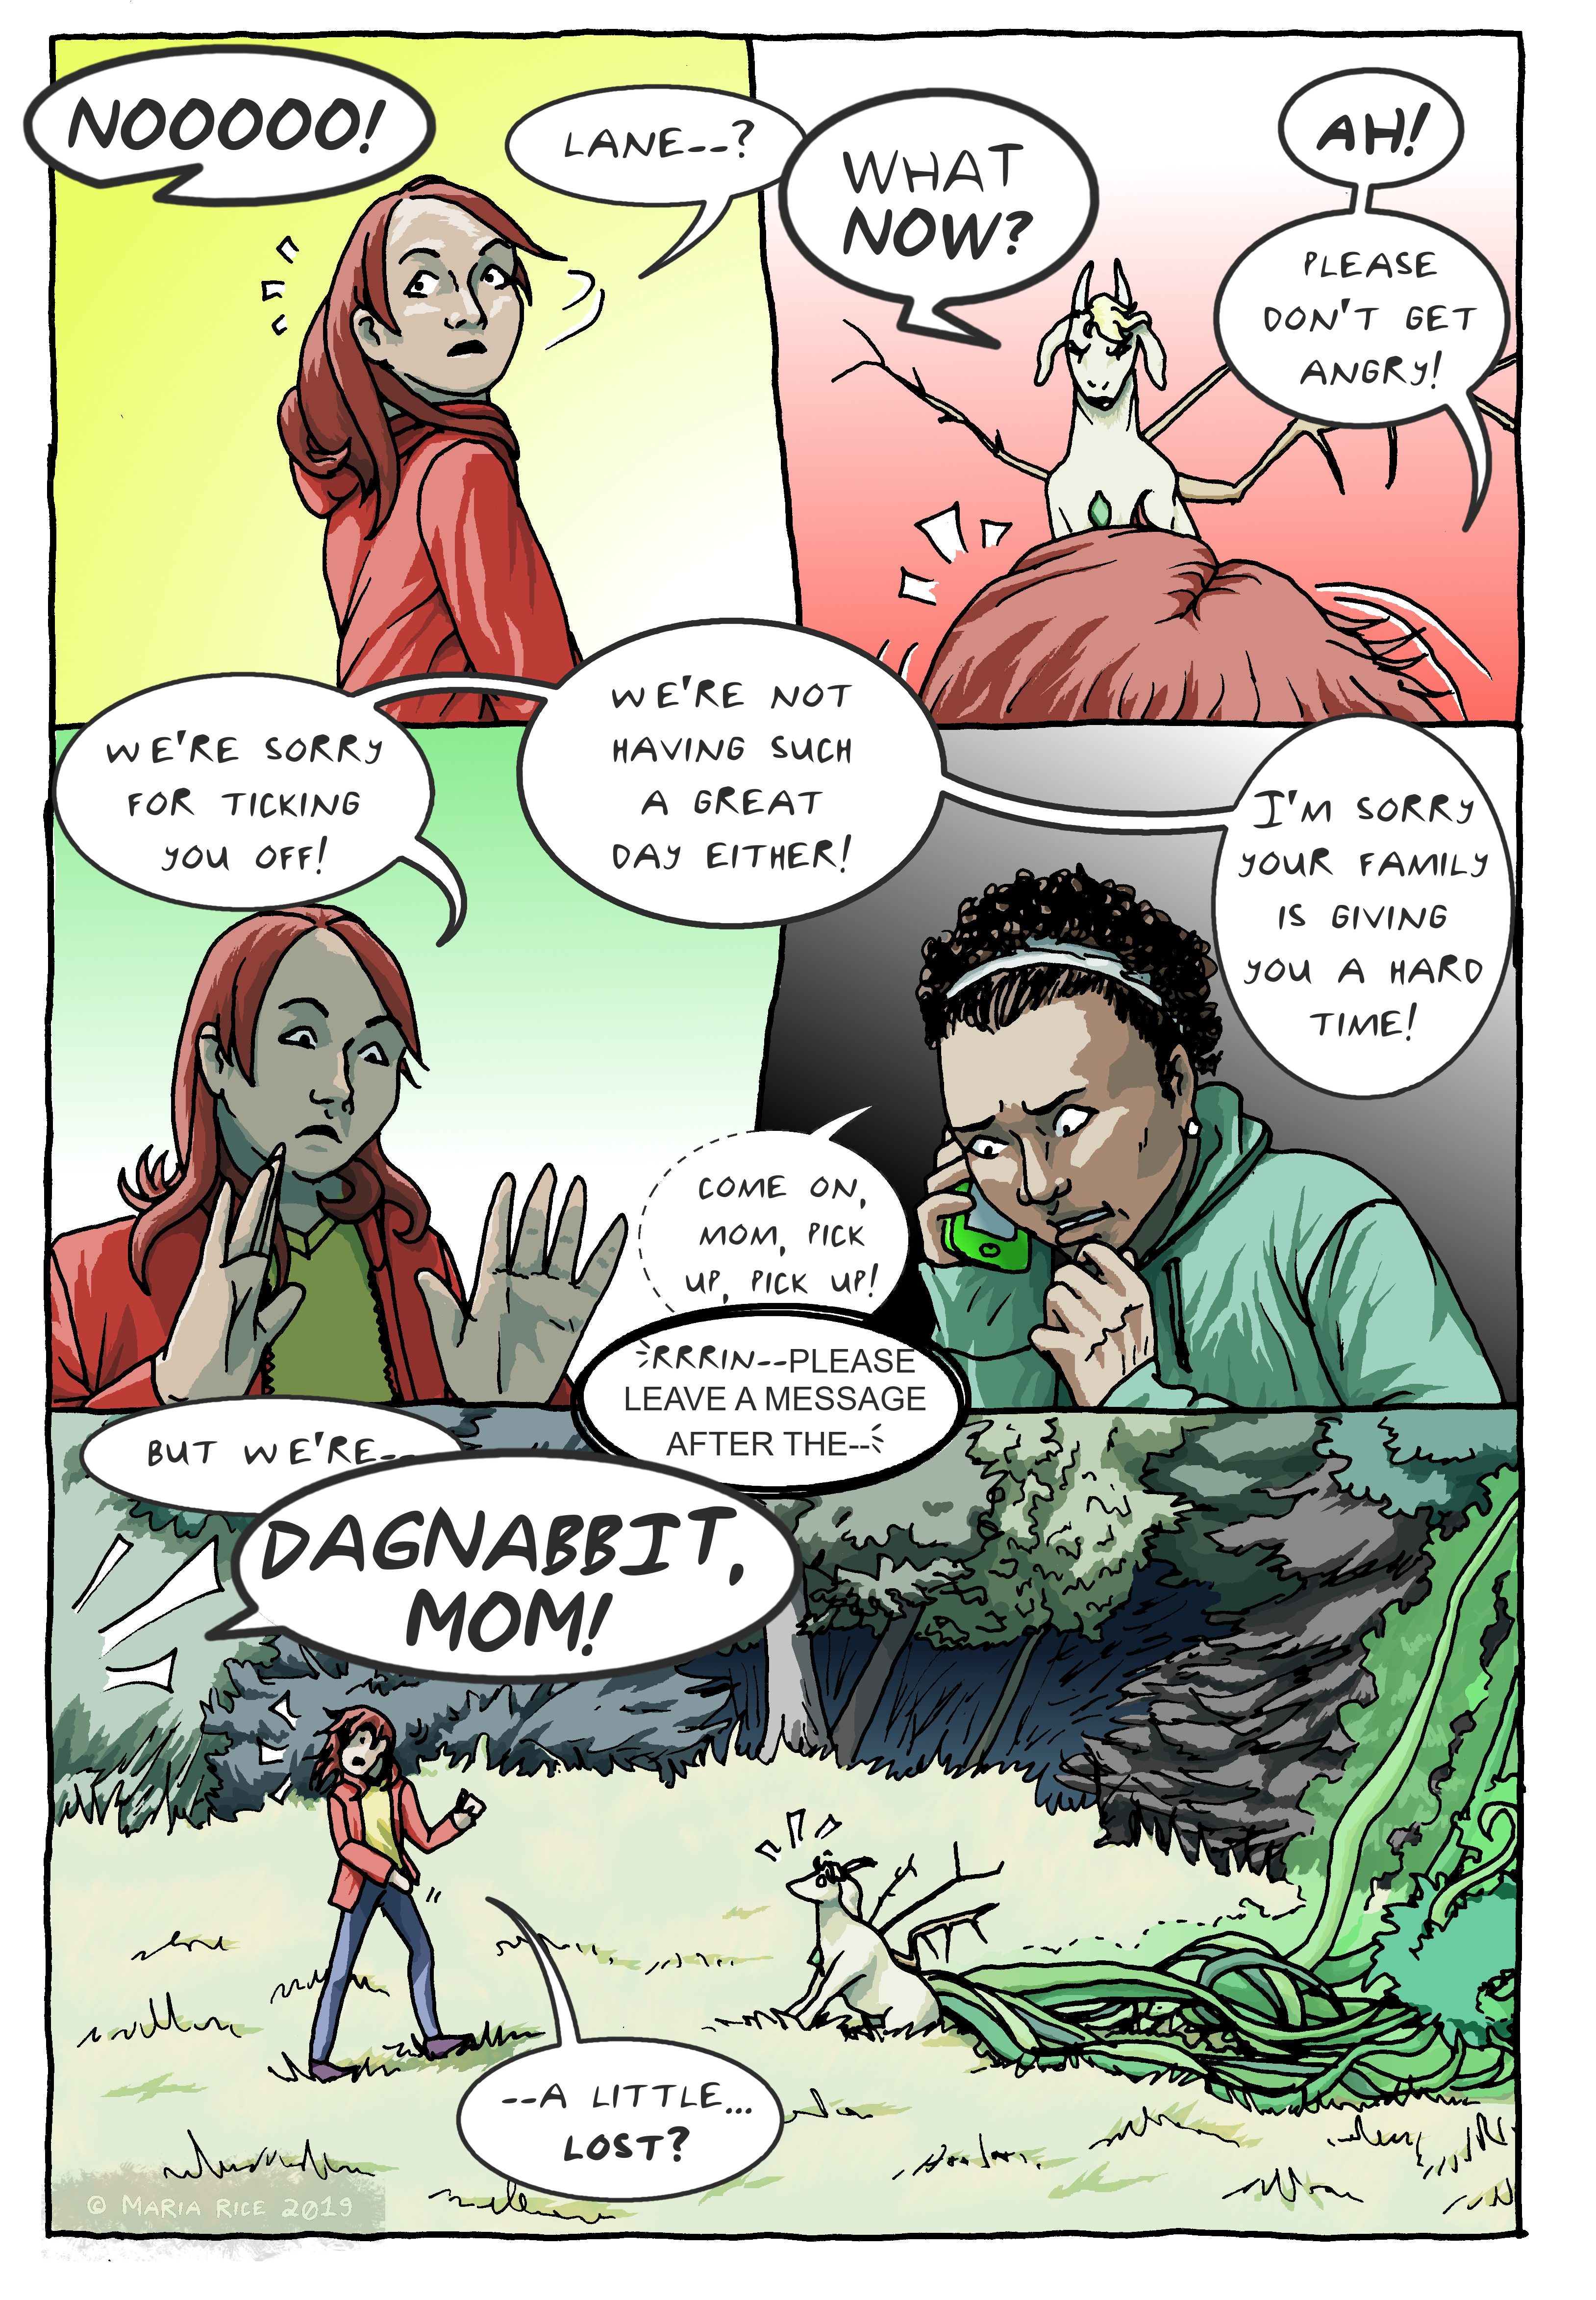 NOOOOO!
LANE--?
WHAT
NOW?
AH!
PLEASE
DON'T GET
ANGRY!
WE'RE SORRY
FOR TICKING
YOU OFF!
WE'RE NOT
HAVING SUCH
A GREAT
DAY EITHER!
I'M SORRY
YOUR FAMILY
IS GIVING
YOU A HARD
TIME!
COME ON,
MOM, PICK
UP, PICK UP!
RRRIN--PLEASE
LEAVE A MESSAGE
AFTER THE--
BUT WE'RE--
DAGNABBIT,
MOM!
--A LITTLE...
LOST?
© MARIA RICE 2019